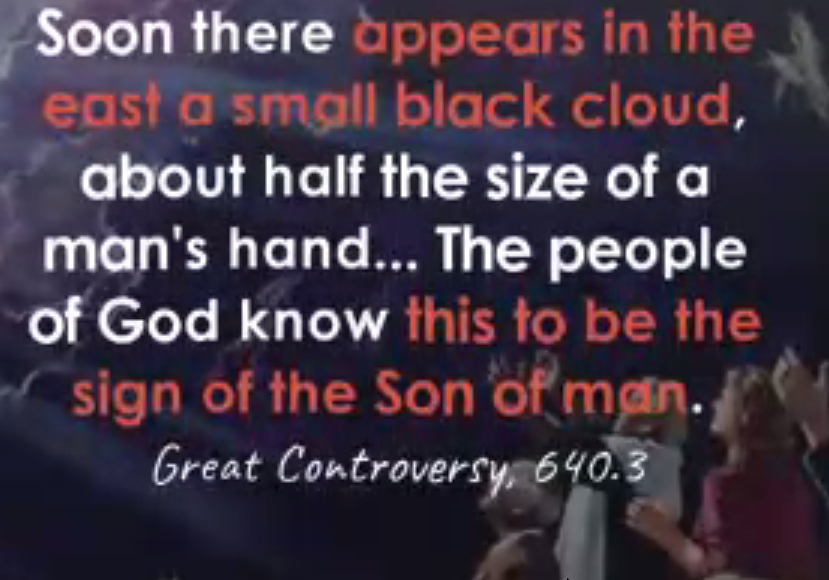 Soon there appears in the
east a small black cloud,
about half the size of a
man's hand... The people
of God know this to be the
sign of the Son of man.
Great Controversy, 640.3